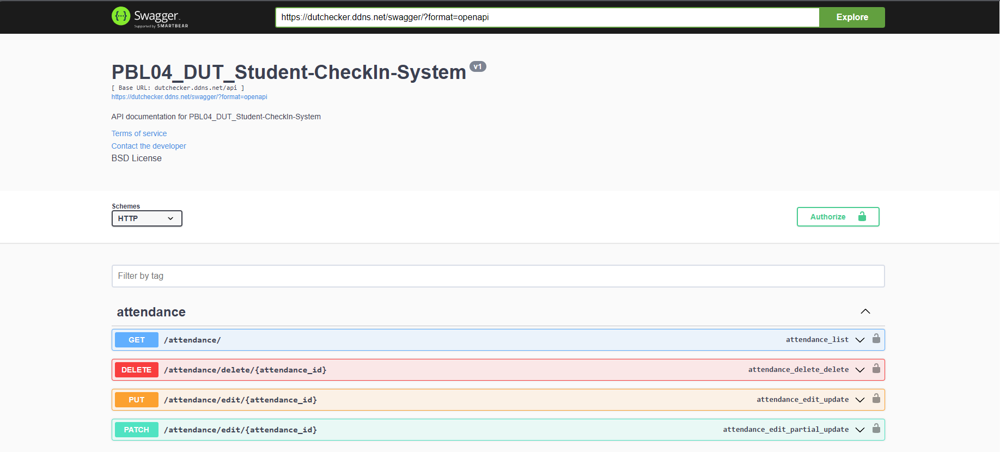 Swagger.
Supported by SMARTBEAR
https://dutchecker.ddns.net/swagger/?format=openapi
Explore
PBL04_DUT_Student-CheckIn-System v1
[ Base URL: dutchecker.ddns.net/api ]
https://dutchecker.ddns.net/swagger/?format=openapi
API documentation for PBL04_DUT_Student-CheckIn-System
Terms of service
Contact the developer
BSD License
Schemes
HTTP
Authorize
Filter by tag
attendance
GET /attendance/ attendance_list
DELETE /attendance/delete/{attendance_id} attendance_delete_delete
PUT /attendance/edit/{attendance_id} attendance_edit_update
PATCH /attendance/edit/{attendance_id} attendance_edit_partial_update